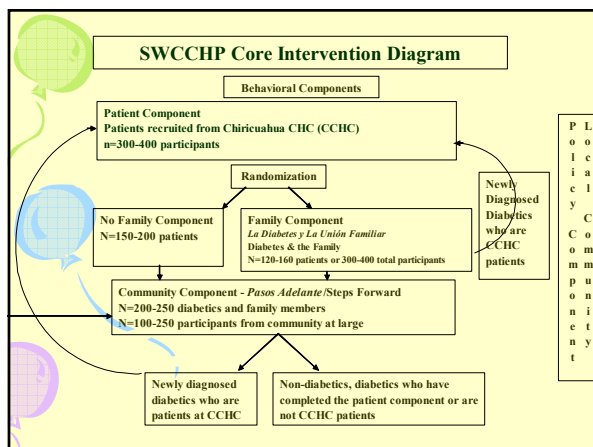 SWCCHP Core Intervention Diagram
Behavioral Components
Patient Component
Patients recruited from Chiricuahua CHC (CCHC)
n=300-400 participants
Randomization
No Family Component
N=150-200 patients
Family Component
La Diabetes y La Unión Familiar
Diabetes & the Family
N=120-160 patients or 300-400 total participants
Newly
Diagnosed
Diabetics
who are
CCHC
patients
Community Component - Pasos Adelante/Steps Forward
N=200-250 diabetics and family members
N=100-250 participants from community at large
Newly diagnosed
diabetics who are
patients at CCHC
Non-diabetics, diabetics who have
completed the patient component or are
not CCHC patients
Local Community
Policy Component